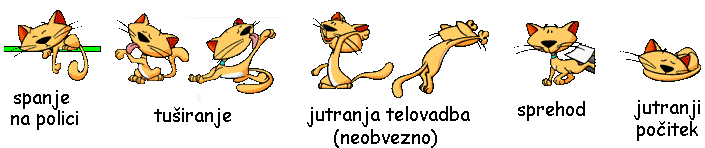 spanje
na polici
tuširanje
jutranja telovadba
(neobvezno)
sprehod
jutranji
počitek